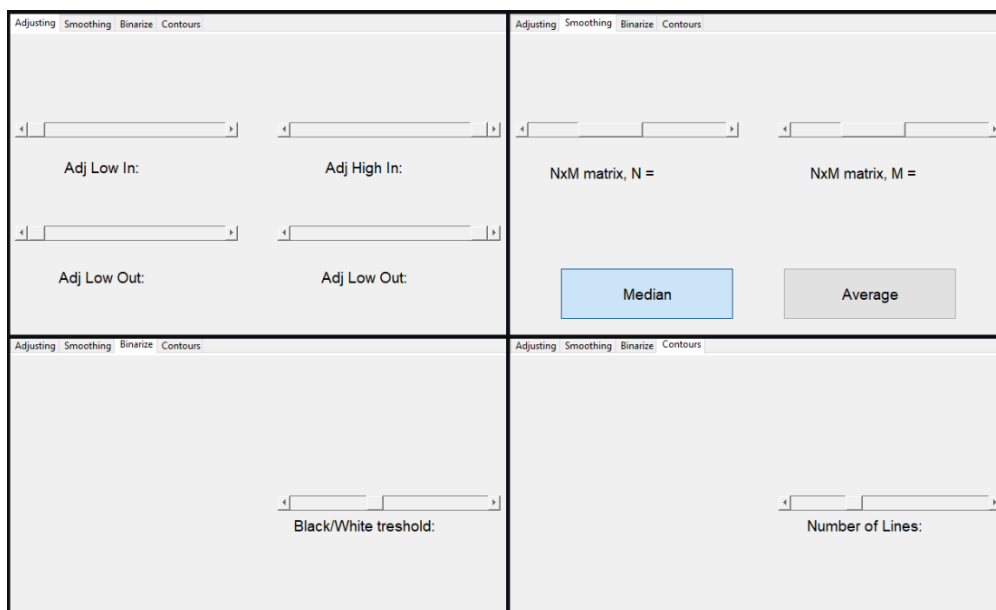 Adjusting Smoothing Binarize Contours
Adj Low In: Adj High In:
Adj Low Out: Adj Low Out:
Adjusting Smoothing Binarize Contours
NxM matrix, N = NxM matrix, M =
Median Average
Adjusting Smoothing Binarize Contours
Black/White treshold:
Adjusting Smoothing Binarize Contours
Number of Lines: